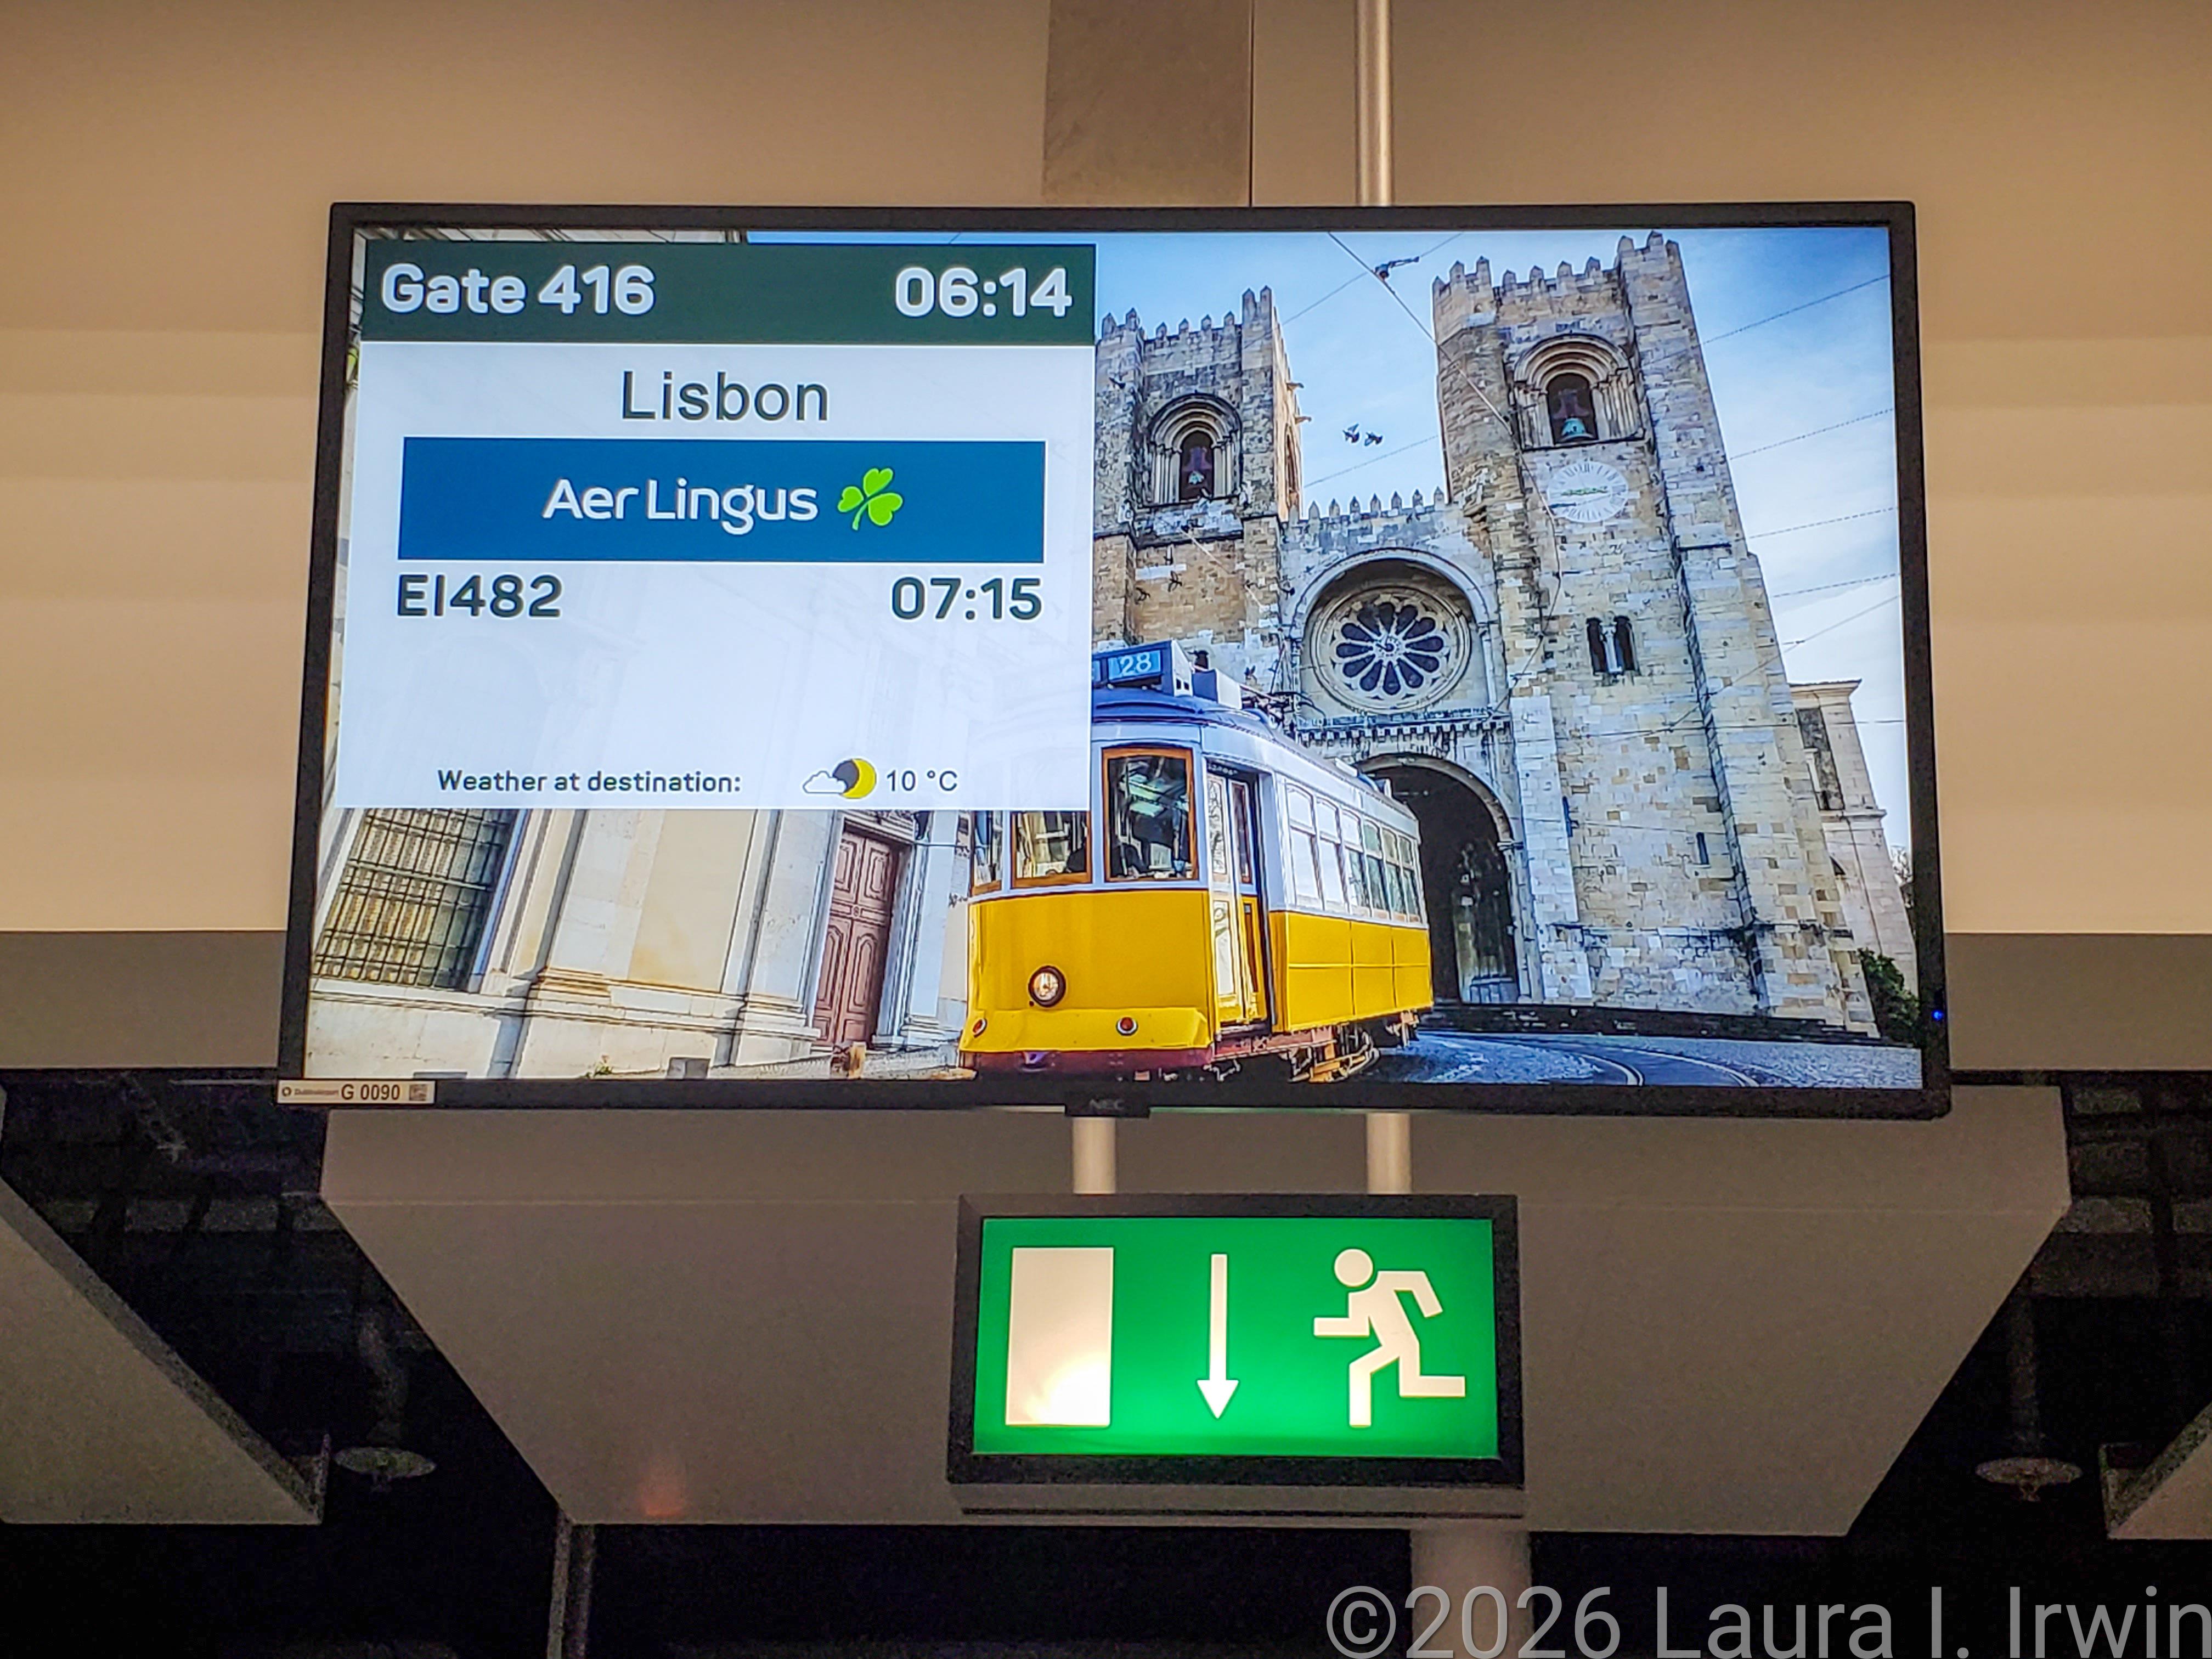 Gate 416 06:14
Lisbon
Aer Lingus
EI482 07:15
28
Weather at destination: 10 °C
G 0090
NEC
©2026 Laura I. Irwin